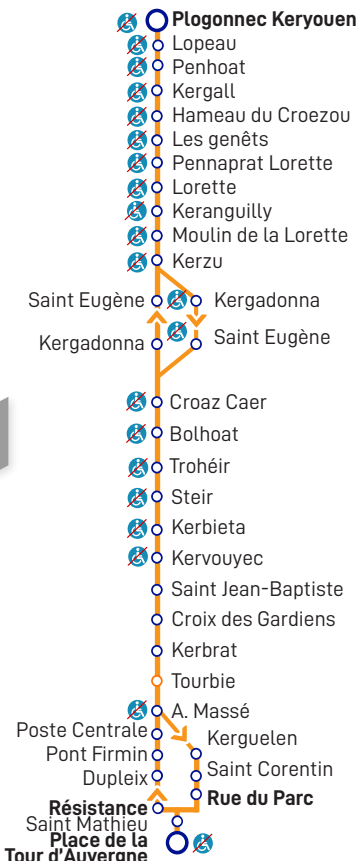 Plogonnec Keryouen
Lopeau
Penhoat
Kergall
Hameau du Croezou
Les genêts
Pennaprat Lorette
Lorette
Keranguilly
Moulin de la Lorette
Kerzu
Saint Eugène
Kergadonna
Kergadonna
Saint Eugène
Croaz Caer
Bolhoat
Trohéir
Steir
Kerbieta
Kervouyec
Saint Jean-Baptiste
Croix des Gardiens
Kerbrat
Tourbie
A. Massé
Poste Centrale
Kerguelen
Pont Firmin
Saint Corentin
Dupleix
Rue du Parc
Résistance
Saint Mathieu
Place de la
Tour d'Auvergne